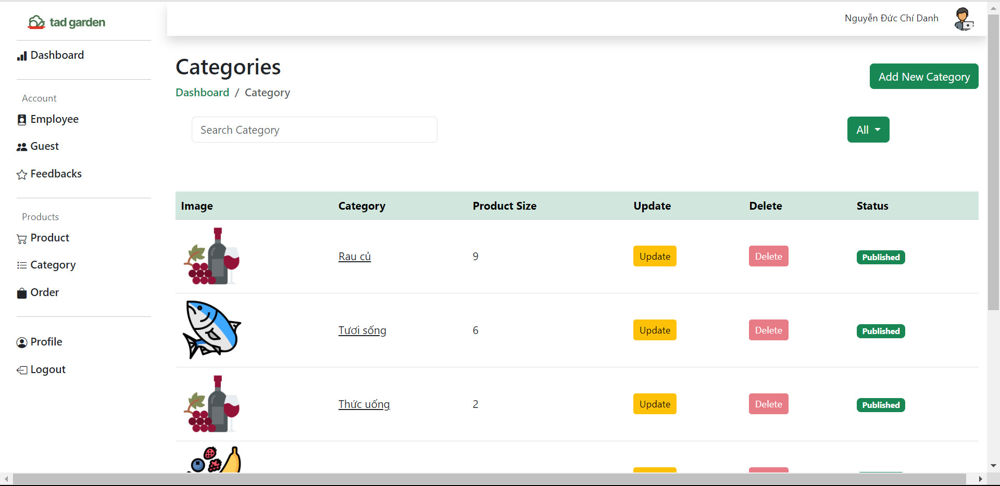 tad garden
Dashboard
Account
Employee
Guest
Feedbacks
Products
Product
Category
Order
Profile
Logout
Nguyễn Đức Chí Danh
Categories
Add New Category
Dashboard / Category
Search Category
All
Image Category Product Size Update Delete Status
Rau củ 9 Update Delete Published
Tươi sống 6 Update Delete Published
Thức uống 2 Update Delete Published